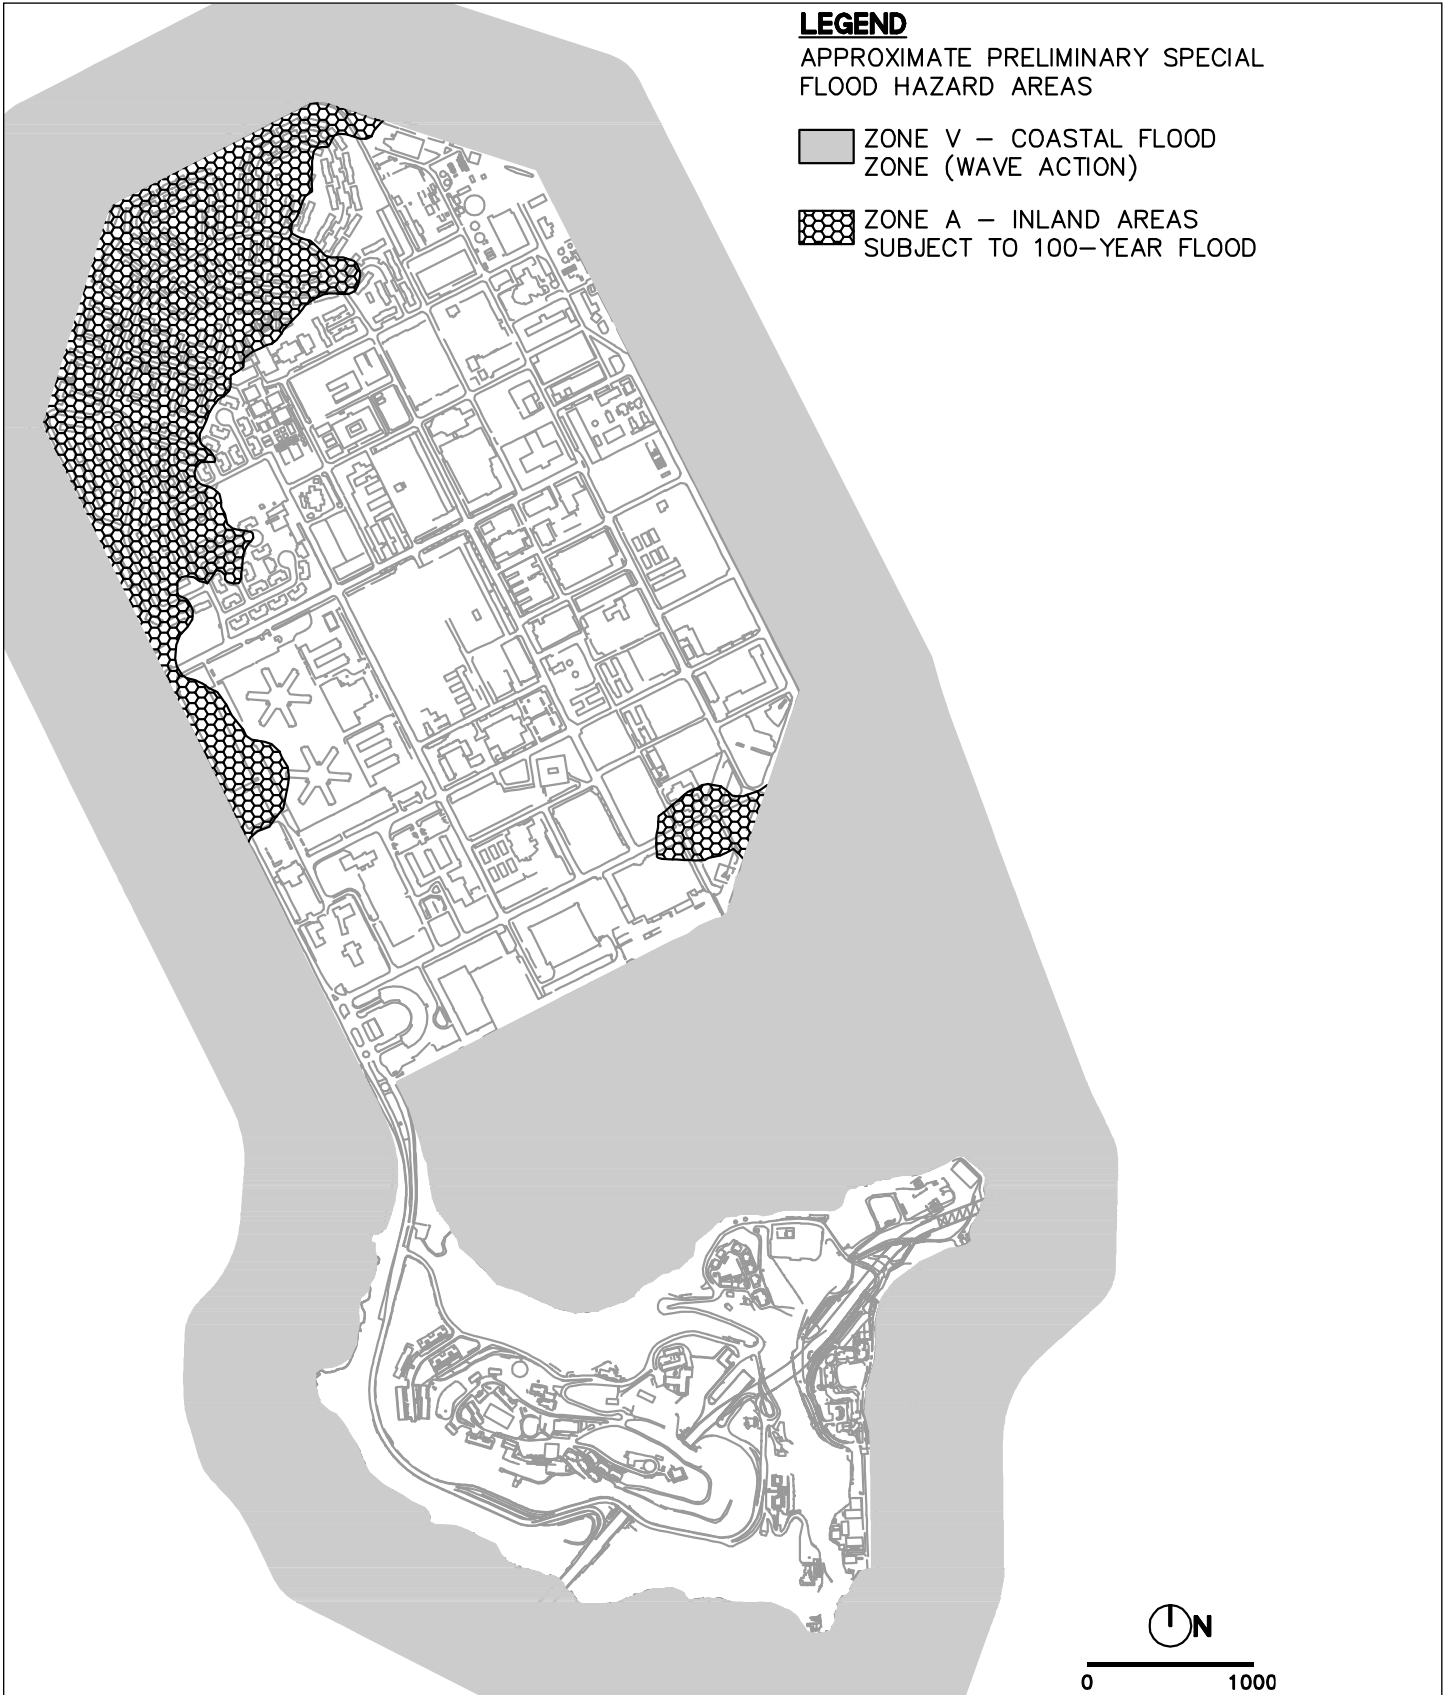 LEGEND
APPROXIMATE PRELIMINARY SPECIAL
FLOOD HAZARD AREAS
ZONE V – COASTAL FLOOD
ZONE (WAVE ACTION)
ZONE A – INLAND AREAS
SUBJECT TO 100–YEAR FLOOD
N
0 1000